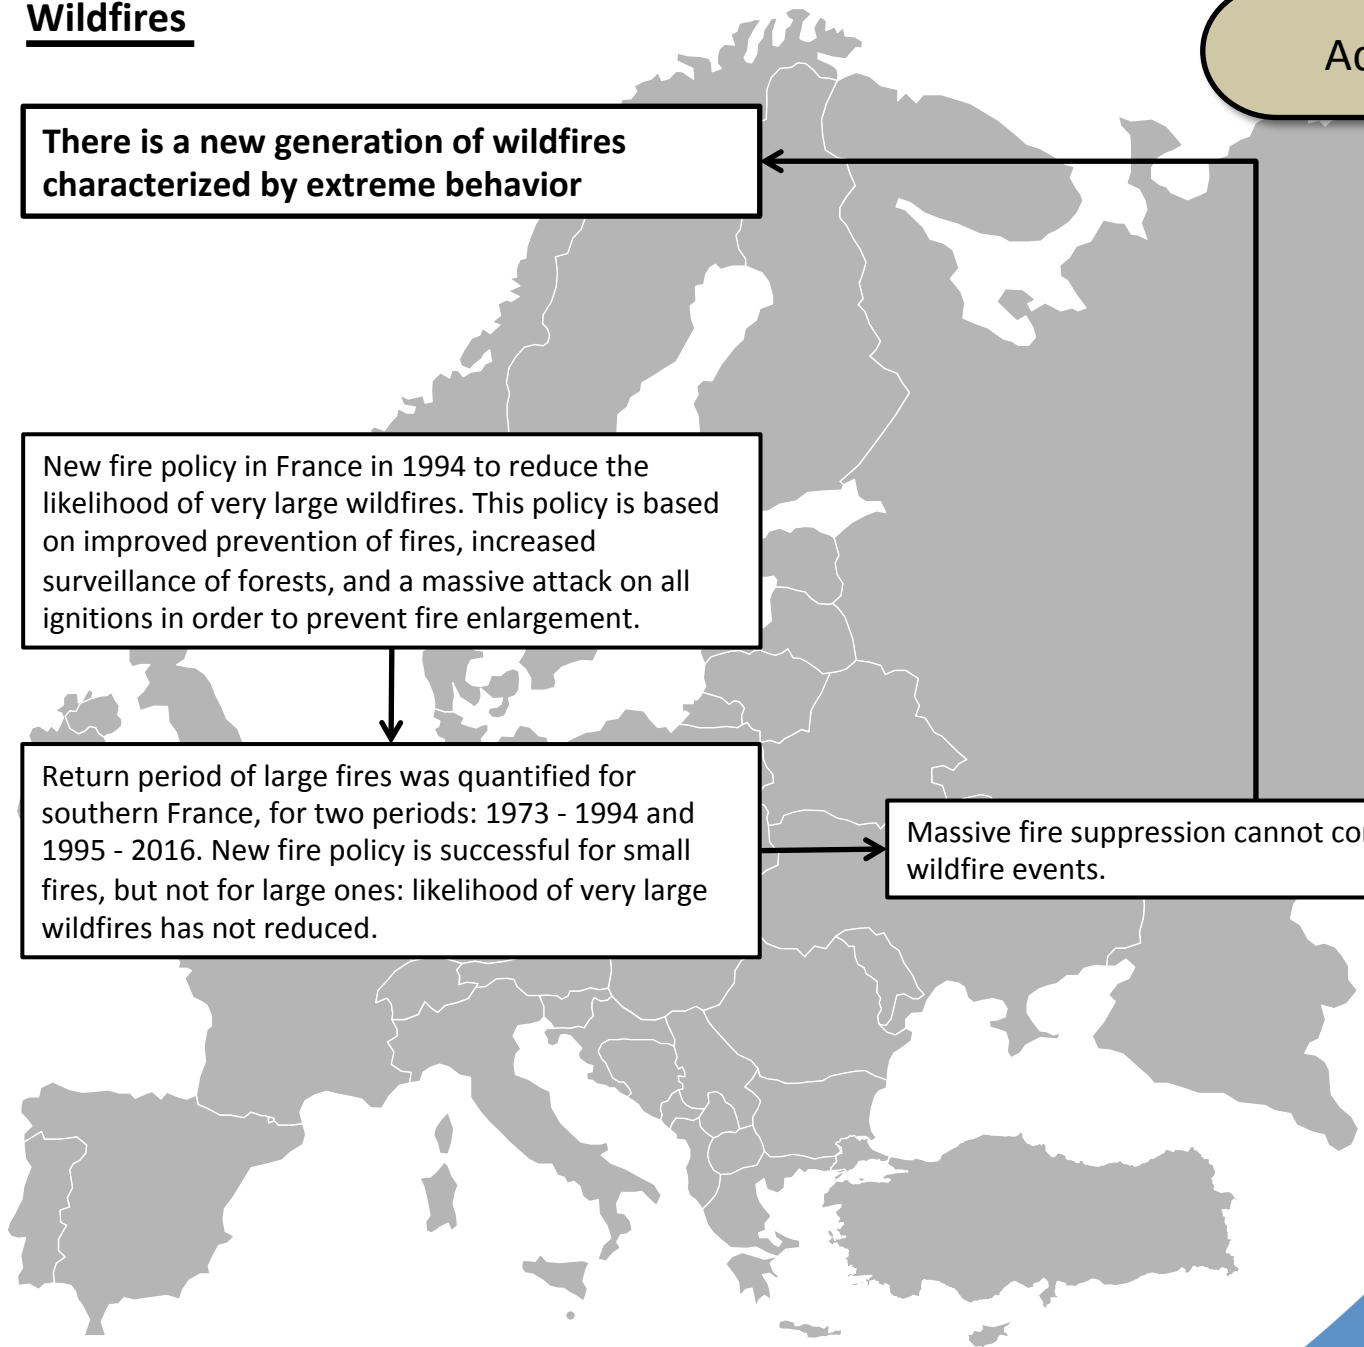 Wildfires
Ad
There is a new generation of wildfires
characterized by extreme behavior
New fire policy in France in 1994 to reduce the
likelihood of very large wildfires. This policy is based
on improved prevention of fires, increased
surveillance of forests, and a massive attack on all
ignitions in order to prevent fire enlargement.
Return period of large fires was quantified for
southern France, for two periods: 1973 - 1994 and
1995 - 2016. New fire policy is successful for small
fires, but not for large ones: likelihood of very large
wildfires has not reduced.
Massive fire suppression cannot
wildfire events.